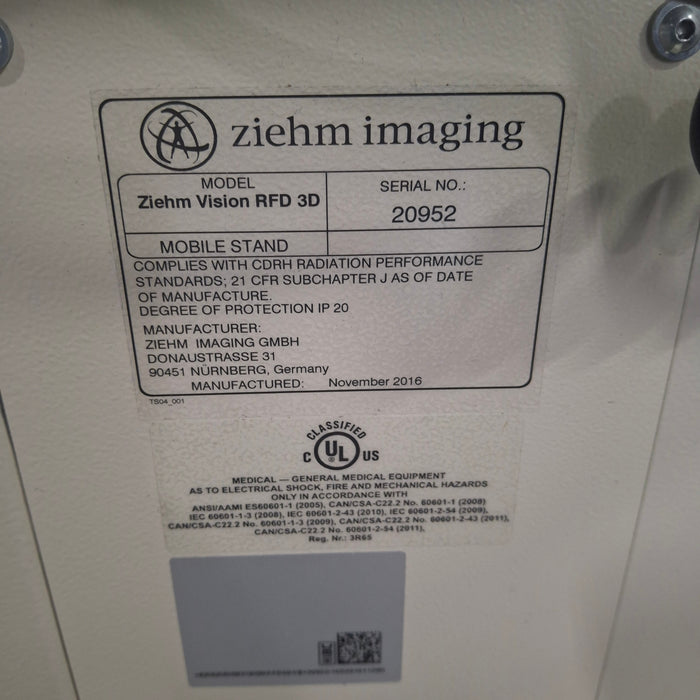 ziehm imaging
MODEL
Ziehm Vision RFD 3D
SERIAL NO.:
20952
MOBILE STAND
COMPLIES WITH CDRH RADIATION PERFORMANCE
STANDARDS; 21 CFR SUBCHAPTER J AS OF DATE
OF MANUFACTURE.
DEGREE OF PROTECTION IP 20
MANUFACTURER:
ZIEHM IMAGING GMBH
DONAUSTRASSE 31
90451 NÜRNBERG, Germany
MANUFACTURED: November 2016
TS04_001
CLASSIFIED
C UL US
MEDICAL — GENERAL MEDICAL EQUIPMENT
AS TO ELECTRICAL SHOCK, FIRE AND MECHANICAL HAZARDS
ONLY IN ACCORDANCE WITH
ANSI/AAMI ES60601-1 (2005), CAN/CSA-C22.2 No. 60601-1 (2008)
IEC 60601-1-3 (2008), IEC 60601-2-43 (2010), IEC 60601-2-54 (2009),
CAN/CSA-C22.2 No. 60601-1-3 (2009), CAN/CSA-C22.2 No. 60601-2-43 (2011),
CAN/CSA-C22.2 No. 60601-2-54 (2011),
Reg. Nr.: 3R65